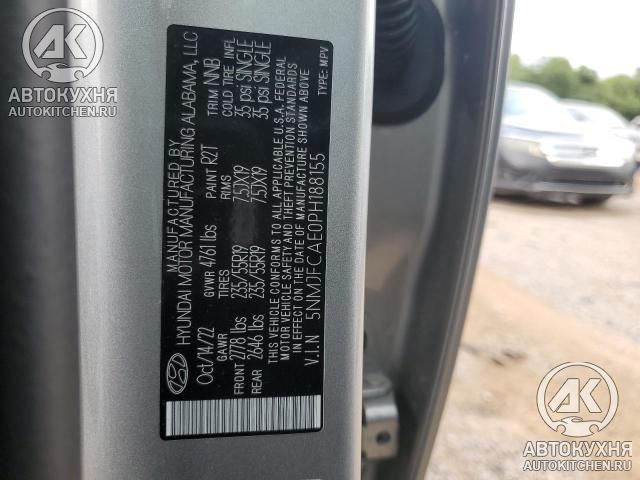 MANUFACTURED BY
HYUNDAI MOTOR MANUFACTURING ALABAMA, LLC
Oct/14/22 GVWR 4761 lbs PAINT R2T TRIM NNB
GAWR TIRES RIMS COLD TIRE INFL
FRONT 2778 lbs 235/55R19 7.5JX19 35 psi SINGLE
REAR 2646 lbs 235/55R19 7.5JX19 35 psi SINGLE
THIS VEHICLE CONFORMS TO ALL APPLICABLE U.S.A. FEDERAL
MOTOR VEHICLE SAFETY AND THEFT PREVENTION STANDARDS
IN EFFECT ON THE DATE OF MANUFACTURE SHOWN ABOVE
V.I.N 5NMJFCAE0PH188155 TYPE: MPV
АК
АВТОКУХНЯ
AUTOKITCHEN.RU
АК
АВТОКУХНЯ
AUTOKITCHEN.RU